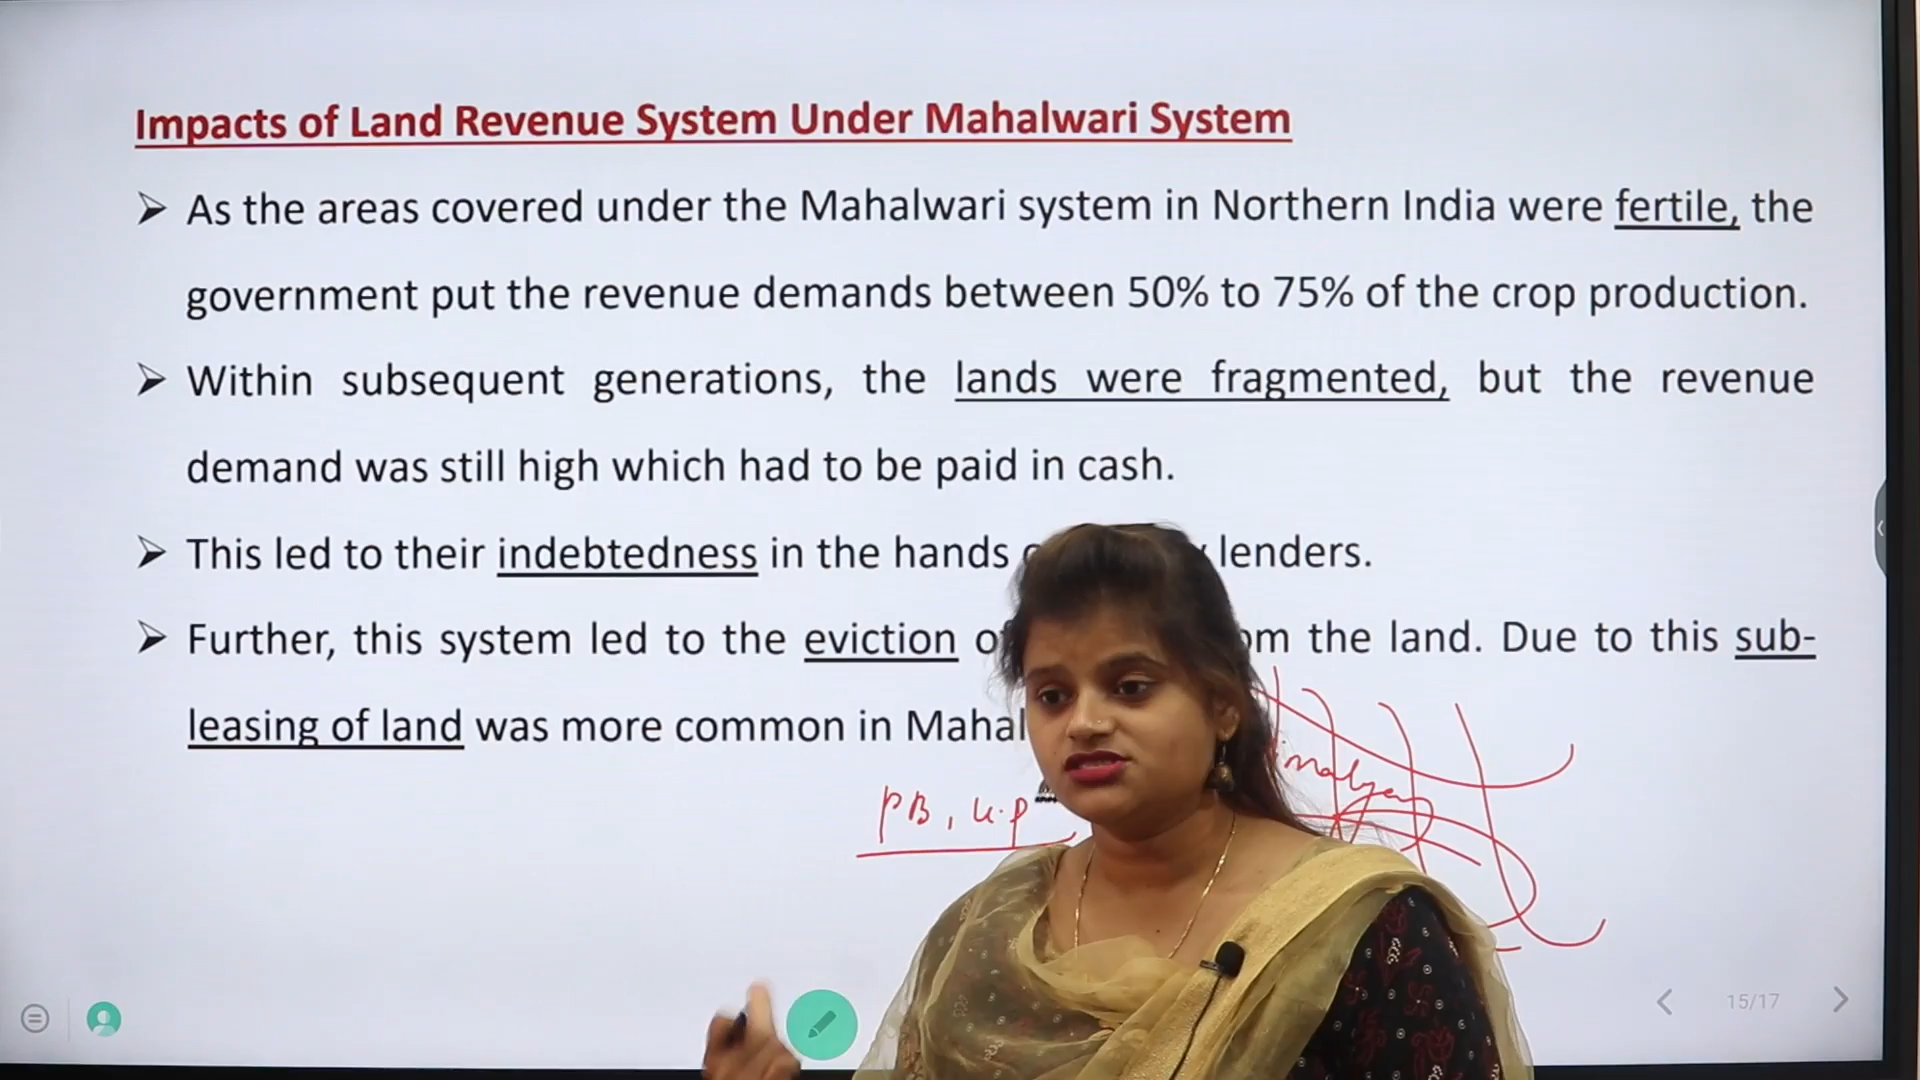 Impacts of Land Revenue System Under Mahalwari System
As the areas covered under the Mahalwari system in Northern India were fertile, the
government put the revenue demands between 50% to 75% of the crop production.
Within subsequent generations, the lands were fragmented, but the revenue
demand was still high which had to be paid in cash.
This led to their indebtedness in the hands lenders.
Further, this system led to the eviction the land. Due to this sub-
leasing of land was more common in
PB, U.P
15/17